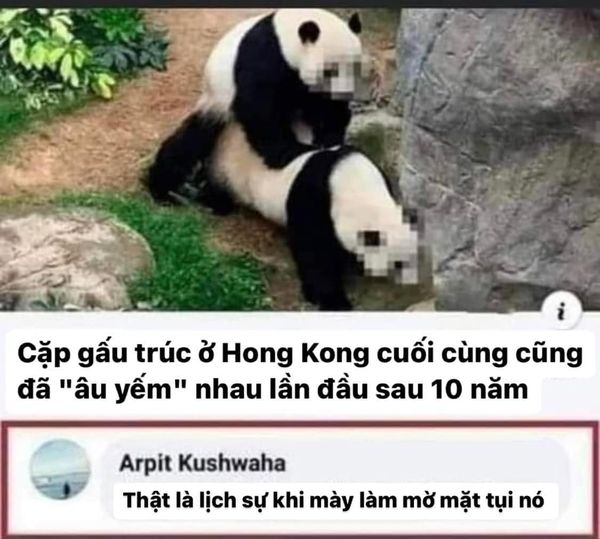 i
Cặp gấu trúc ở Hong Kong cuối cùng cũng
đã "âu yếm" nhau lần đầu sau 10 năm
Arpit Kushwaha
Thật là lịch sự khi mày làm mờ mặt tụi nó